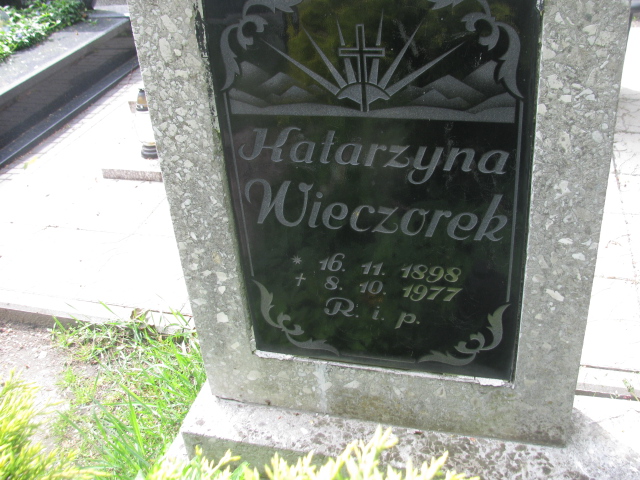 Katarzyna
Wieczorek
* 16. 11. 1898
† 8. 10. 1977
R. i. p.